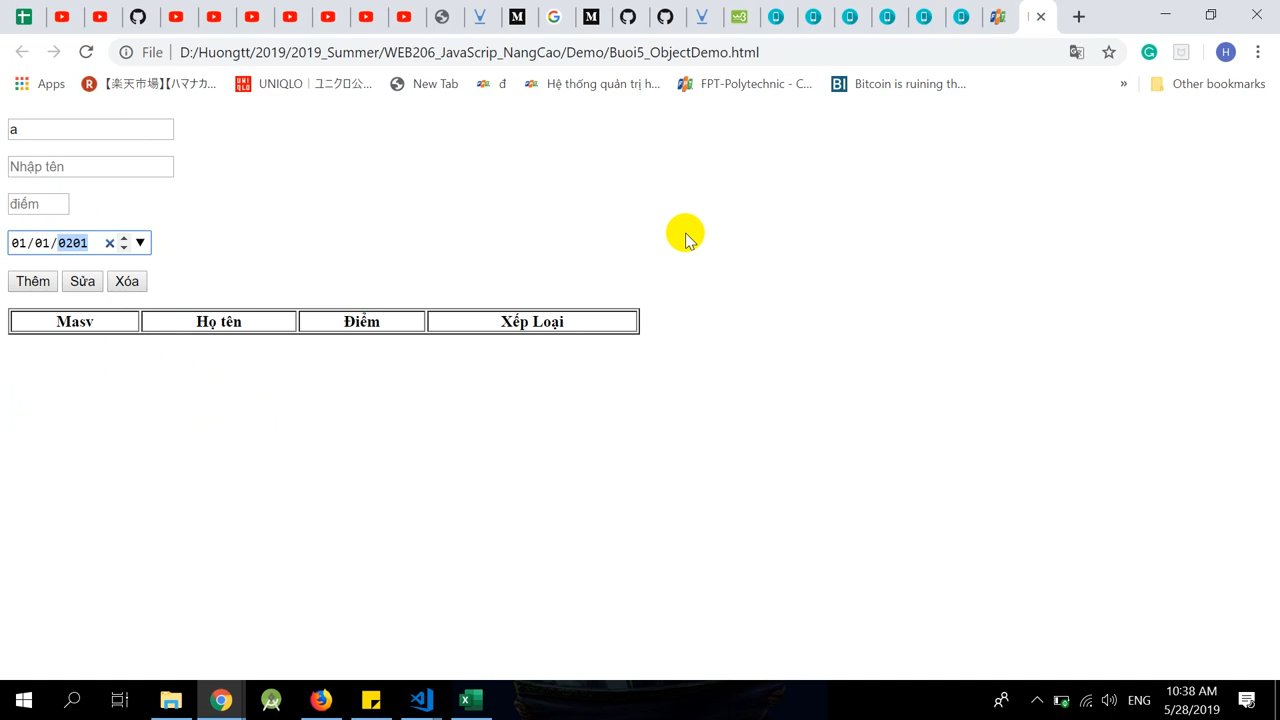 File D:/Huongtt/2019/2019_Summer/WEB206_JavaScrip_NangCao/Demo/Buoi5_ObjectDemo.html H
Apps 【楽天市場】【ハマナカ... UNIQLO｜ユニクロ公... New Tab đ Hệ thống quản trị h... FPT-Polytechnic - C... BI Bitcoin is ruining th... » Other bookmarks
a
Nhập tên
điểm
01/01/0201
Thêm Sửa Xóa
Masv Họ tên Điểm Xếp Loại
ENG
10:38 AM
5/28/2019